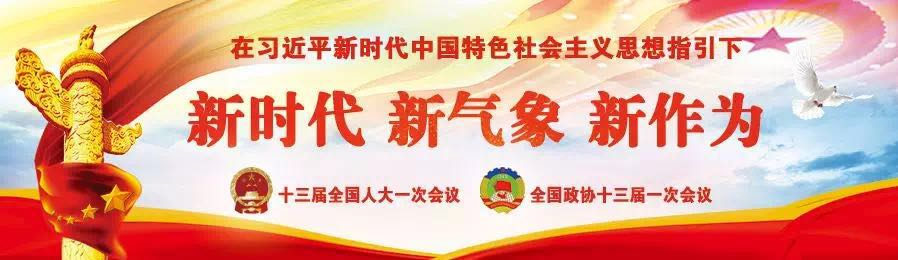 在习近平新时代中国特色社会主义思想指引下
新时代 新气象 新作为
十三届全国人大一次会议 全国政协十三届一次会议